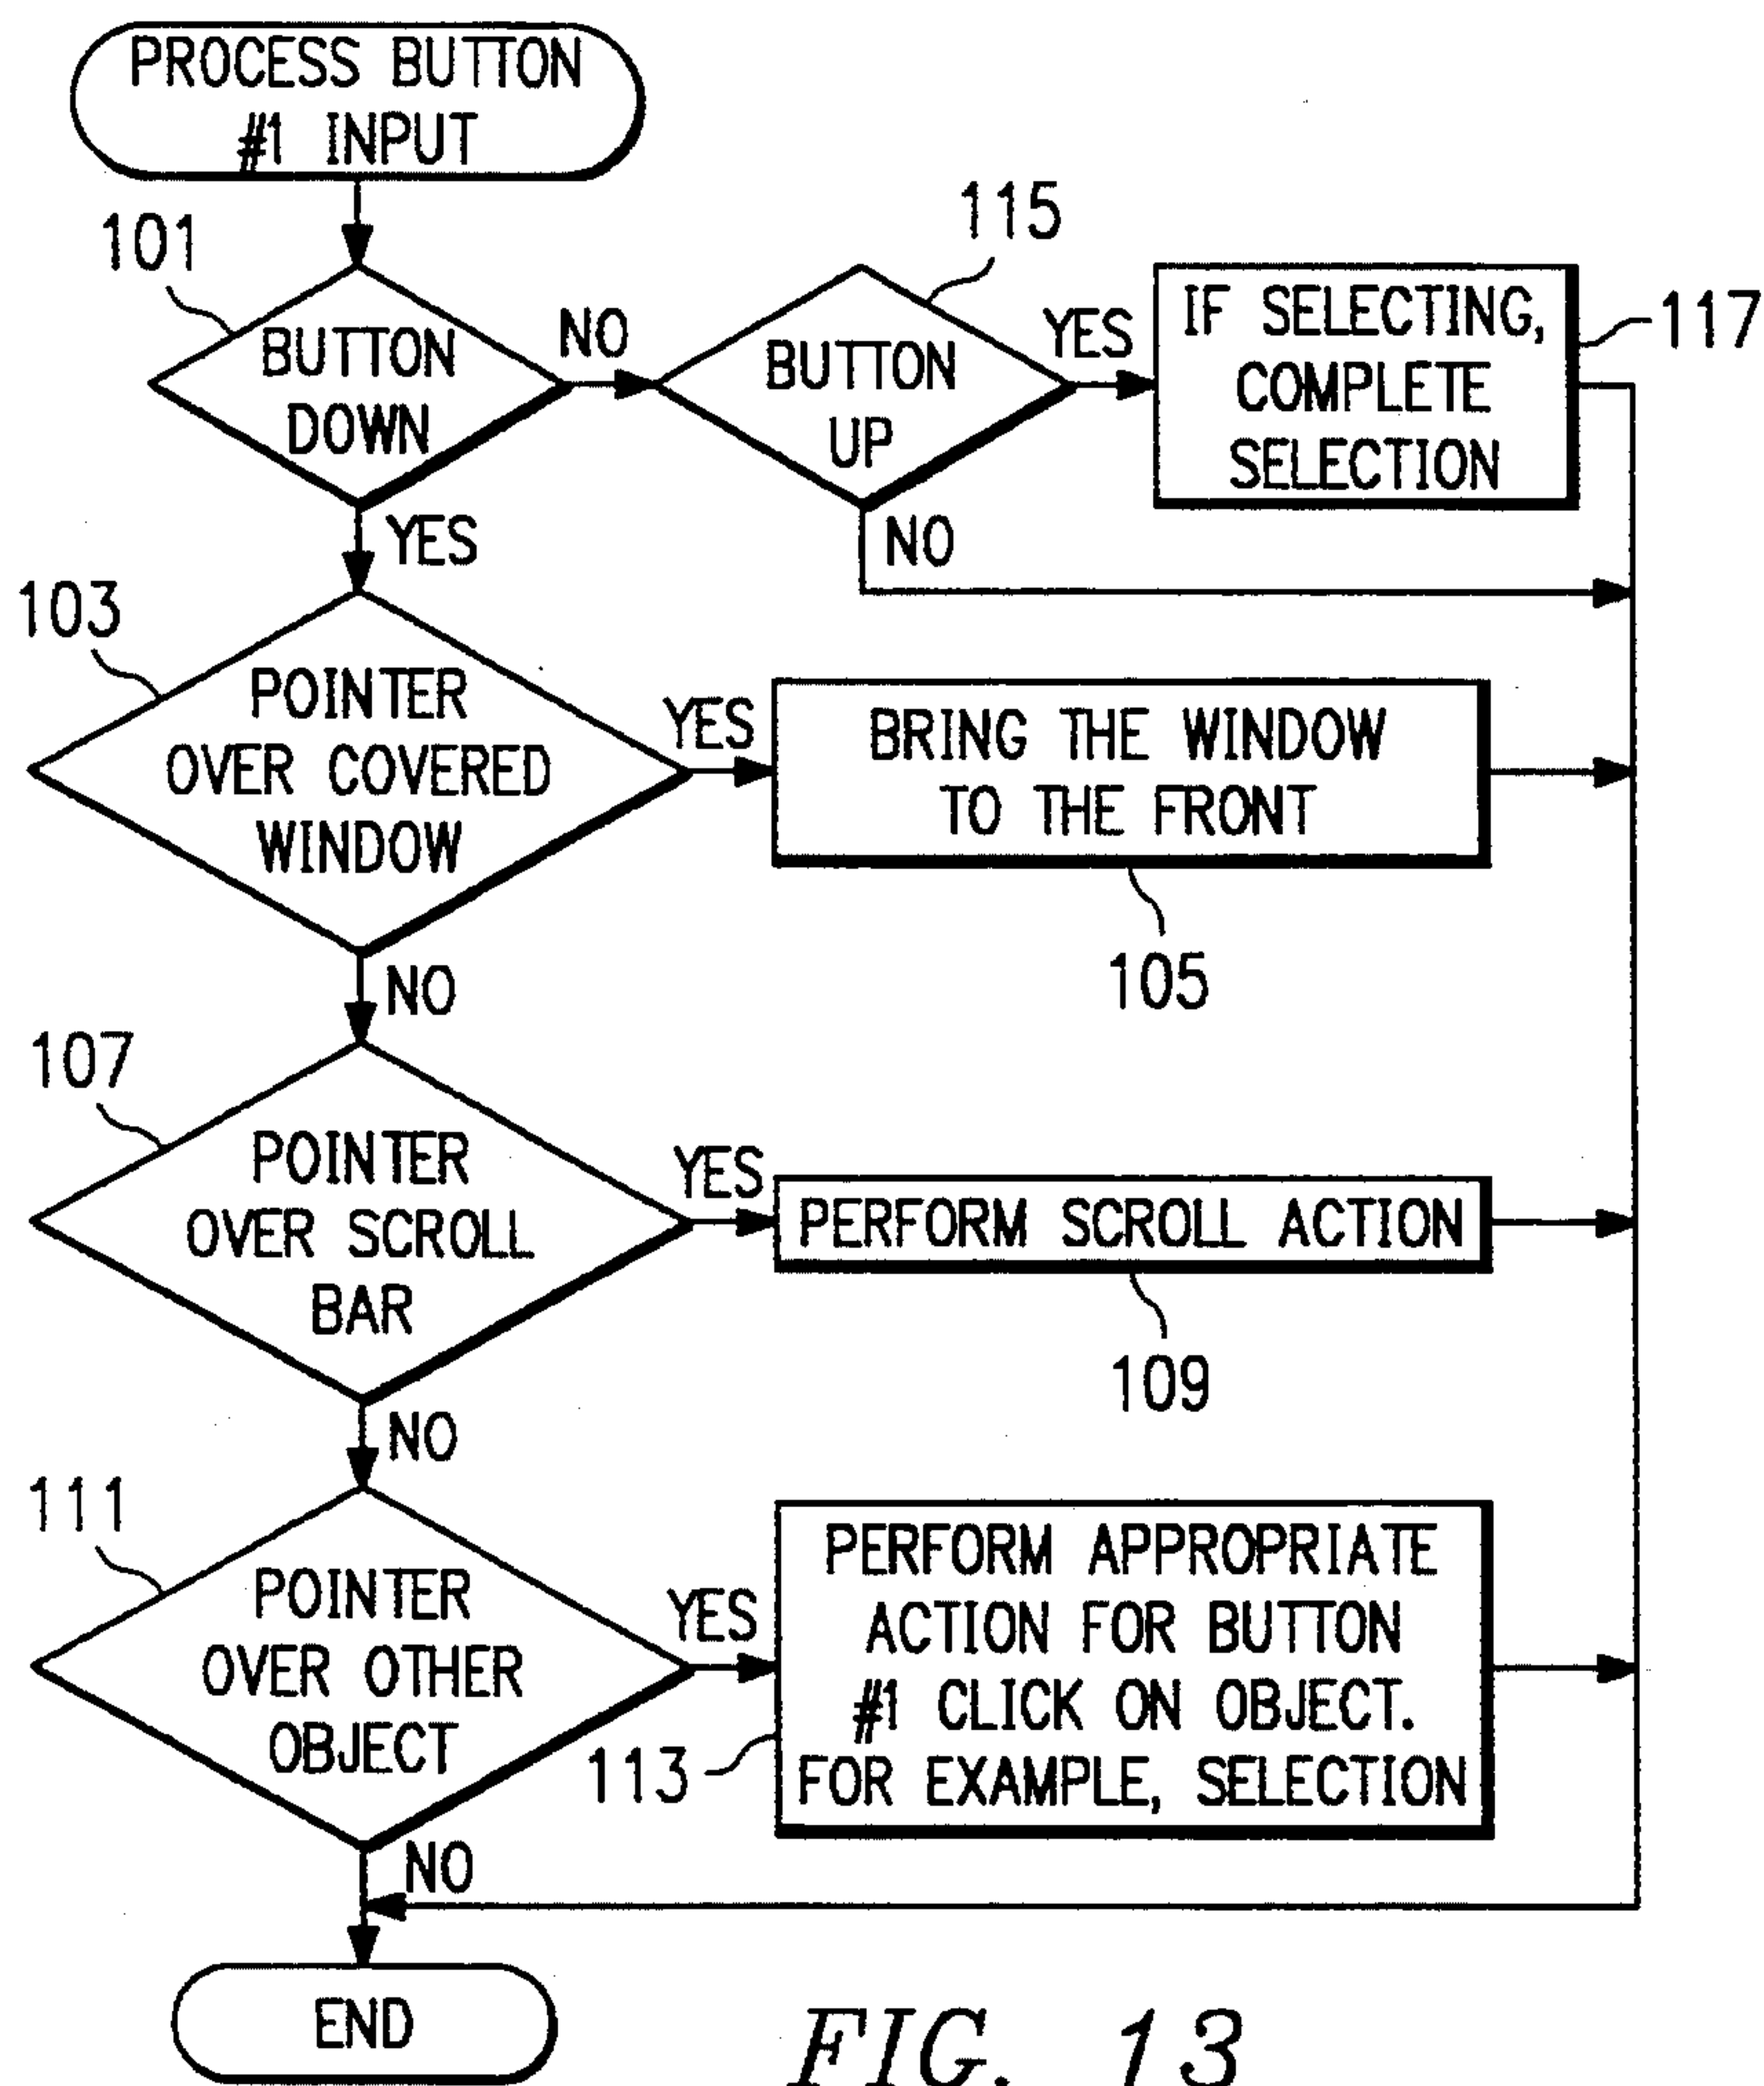 PROCESS BUTTON
#1 INPUT
101
BUTTON
DOWN
NO
115
BUTTON
UP
YES
IF SELECTING,
COMPLETE
SELECTION
117
YES
NO
103
POINTER
OVER COVERED
WINDOW
YES
BRING THE WINDOW
TO THE FRONT
105
NO
107
POINTER
OVER SCROLL
BAR
YES
PERFORM SCROLL ACTION
109
NO
111
POINTER
OVER OTHER
OBJECT
YES
PERFORM APPROPRIATE
ACTION FOR BUTTON
#1 CLICK ON OBJECT.
FOR EXAMPLE, SELECTION
113
NO
END
FIG. 13